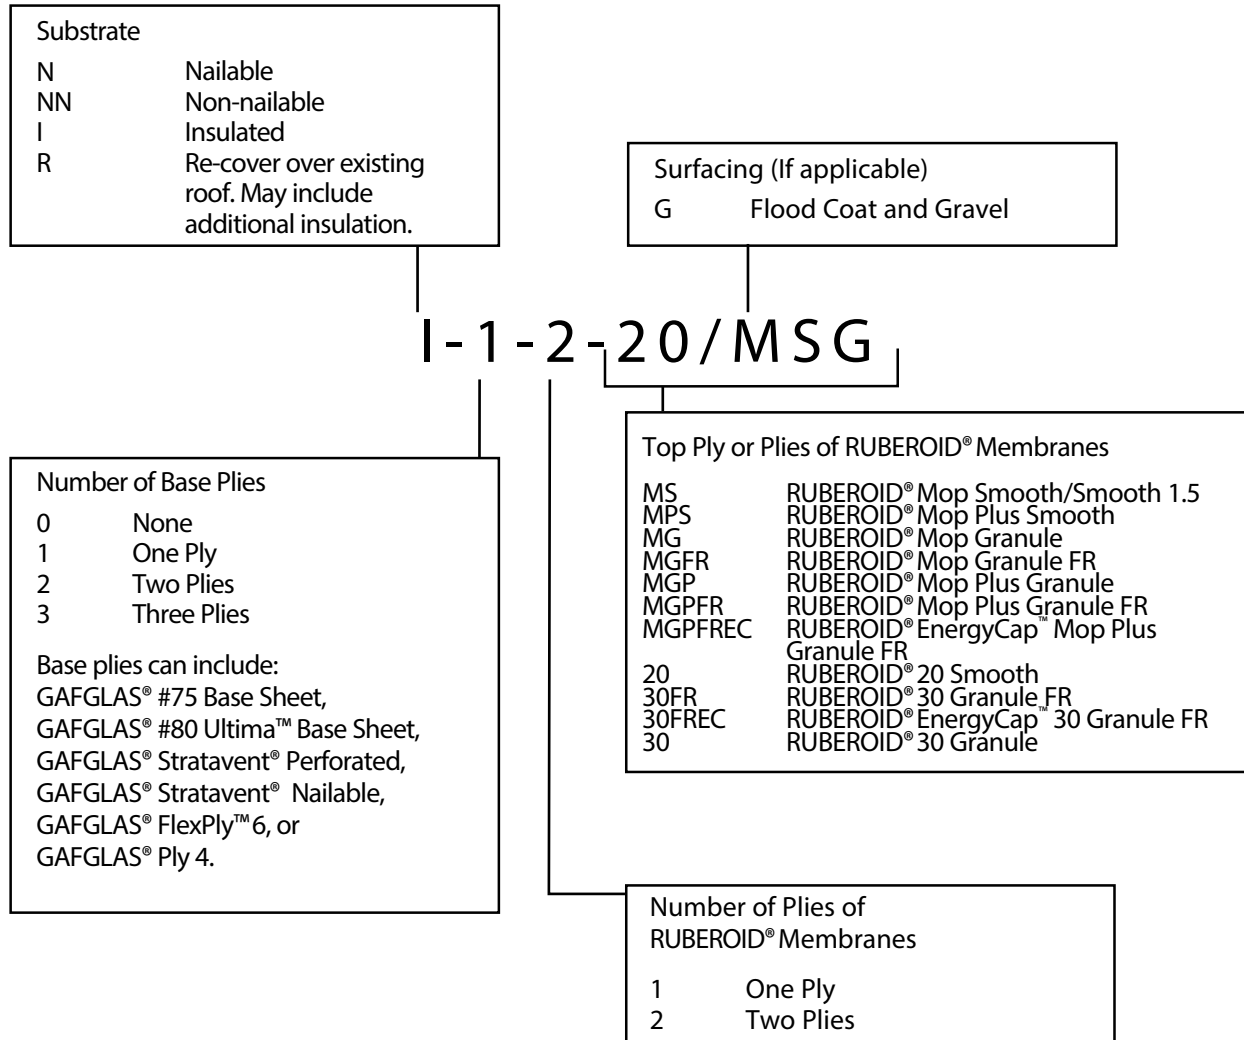 Substrate
N Nailable
NN Non-nailable
I Insulated
R Re-cover over existing
roof. May include
additional insulation.
Surfacing (If applicable)
G Flood Coat and Gravel
I-1-2-20/MSG
Number of Base Plies
0 None
1 One Ply
2 Two Plies
3 Three Plies
Base plies can include:
GAFGLAS® #75 Base Sheet,
GAFGLAS® #80 Ultima™ Base Sheet,
GAFGLAS® Stratavent® Perforated,
GAFGLAS® Stratavent® Nailable,
GAFGLAS® FlexPly™ 6, or
GAFGLAS® Ply 4.
Top Ply or Plies of RUBEROID® Membranes
MS RUBEROID® Mop Smooth/Smooth 1.5
MPS RUBEROID® Mop Plus Smooth
MG RUBEROID® Mop Granule
MGFR RUBEROID® Mop Granule FR
MGP RUBEROID® Mop Plus Granule
MGPFR RUBEROID® Mop Plus Granule FR
MGPFREC RUBEROID® EnergyCap™ Mop Plus
Granule FR
20 RUBEROID® 20 Smooth
30FR RUBEROID® 30 Granule FR
30FREC RUBEROID® EnergyCap™ 30 Granule FR
30 RUBEROID® 30 Granule
Number of Plies of
RUBEROID® Membranes
1 One Ply
2 Two Plies